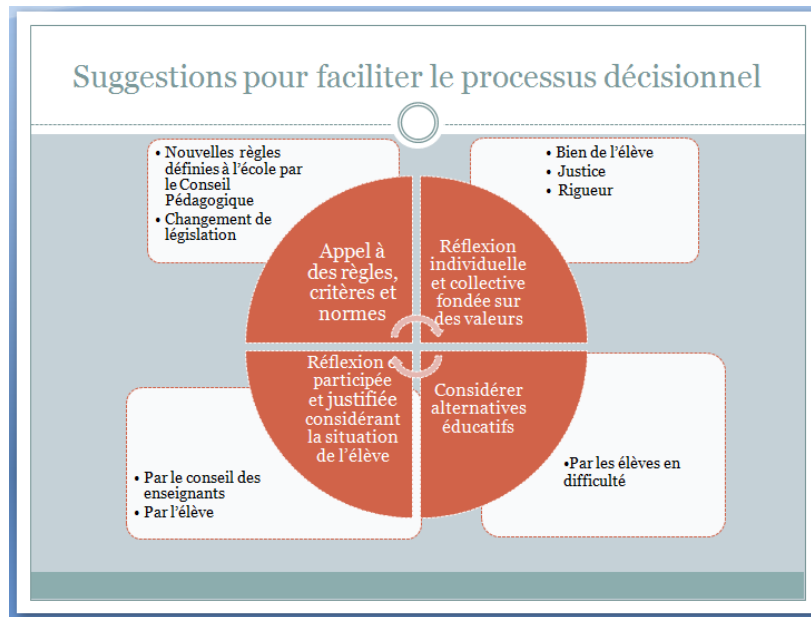 Suggestions pour faciliter le processus décisionnel
• Nouvelles règles
définies à l'école par
le Conseil
Pédagogique
• Changement de
législation
• Bien de l'élève
• Justice
• Rigueur
Appel à
des règles,
critères et
normes
Réflexion
individuelle
et collective
fondée sur
des valeurs
Réflexion e
participée
et justifiée
considérant
la situation
de l'élève
Considérer
alternatives
éducatifs
• Par le conseil des
enseignants
• Par l'élève
•Par les élèves en
difficulté